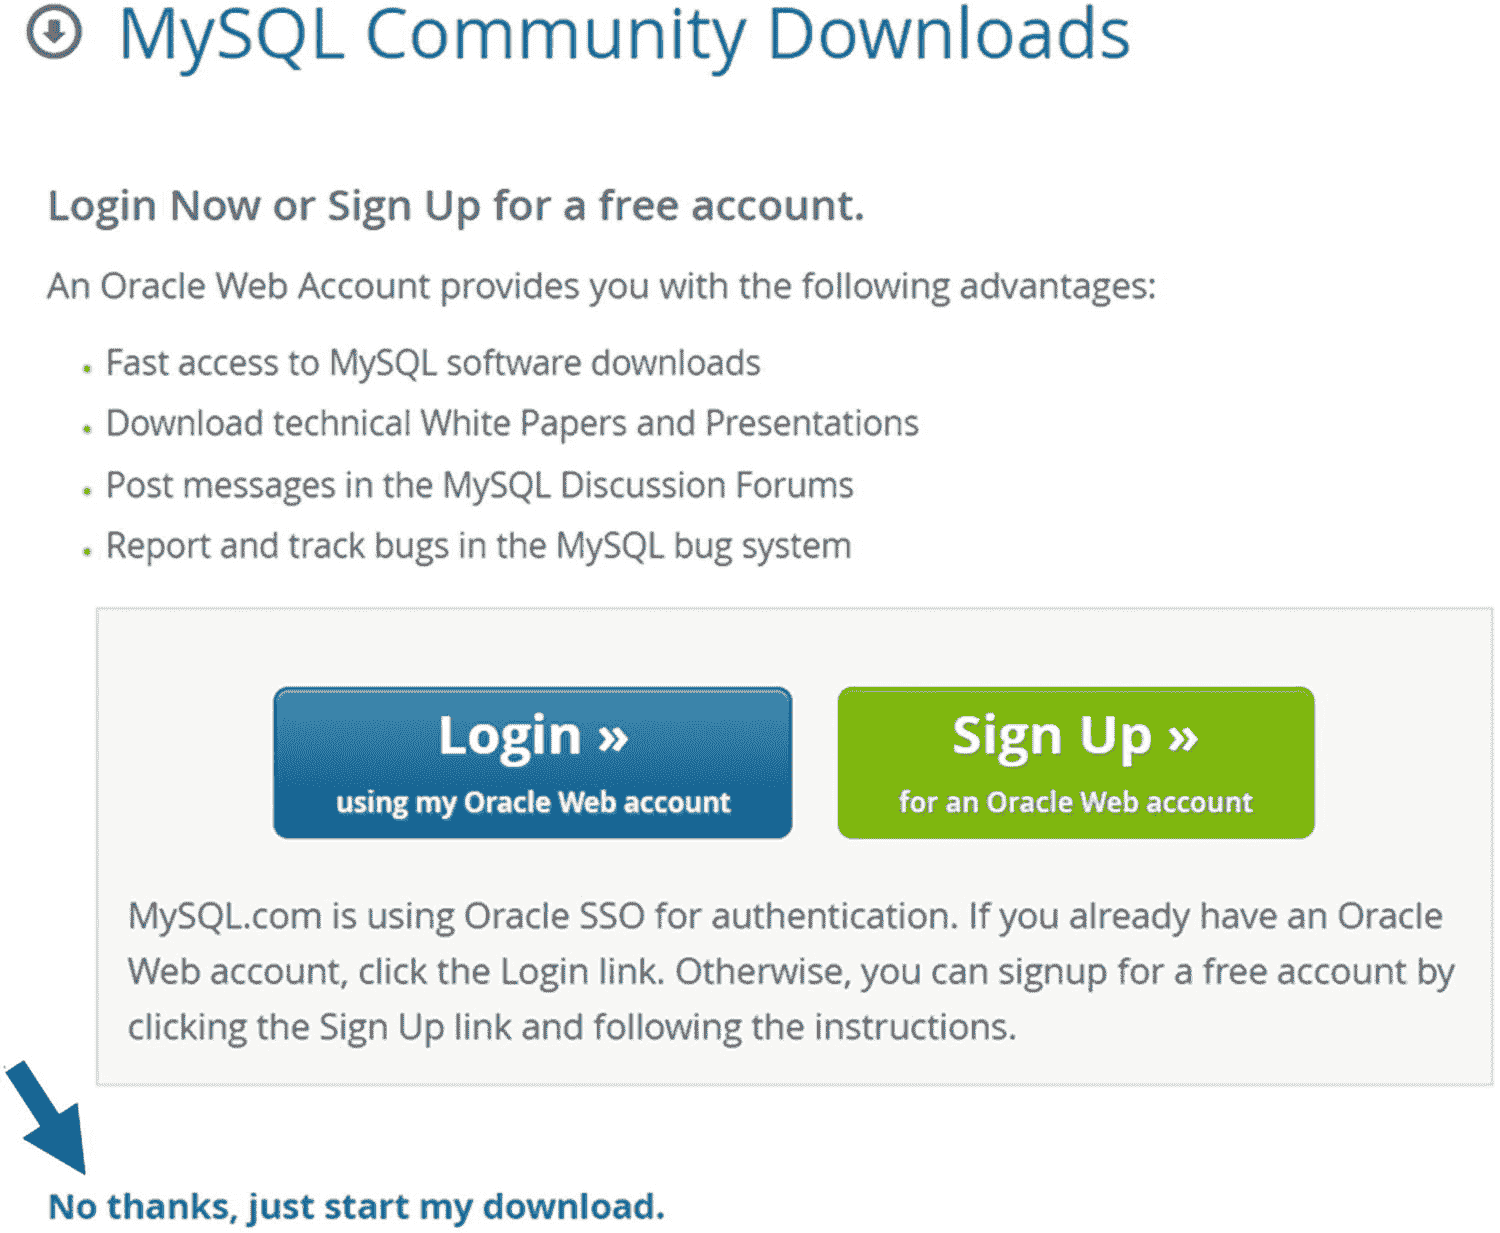 MySQL Community Downloads
Login Now or Sign Up for a free account.
An Oracle Web Account provides you with the following advantages:
Fast access to MySQL software downloads
Download technical White Papers and Presentations
Post messages in the MySQL Discussion Forums
Report and track bugs in the MySQL bug system
Login »
using my Oracle Web account
Sign Up »
for an Oracle Web account
MySQL.com is using Oracle SSO for authentication. If you already have an Oracle
Web account, click the Login link. Otherwise, you can signup for a free account by
clicking the Sign Up link and following the instructions.
No thanks, just start my download.